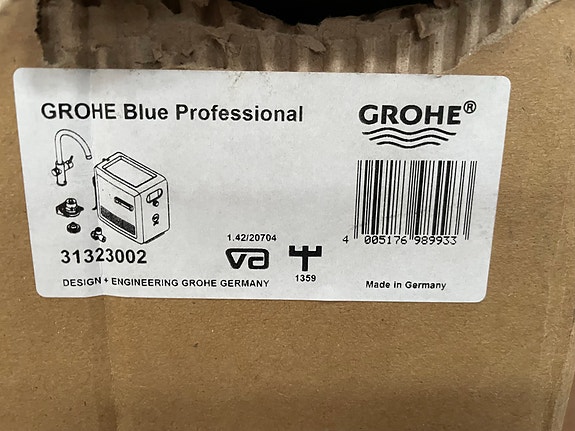 GROHE Blue Professional
GROHE®
31323002
1.42/20704
va
1359
4 005176 989933
DESIGN + ENGINEERING GROHE GERMANY
Made in Germany